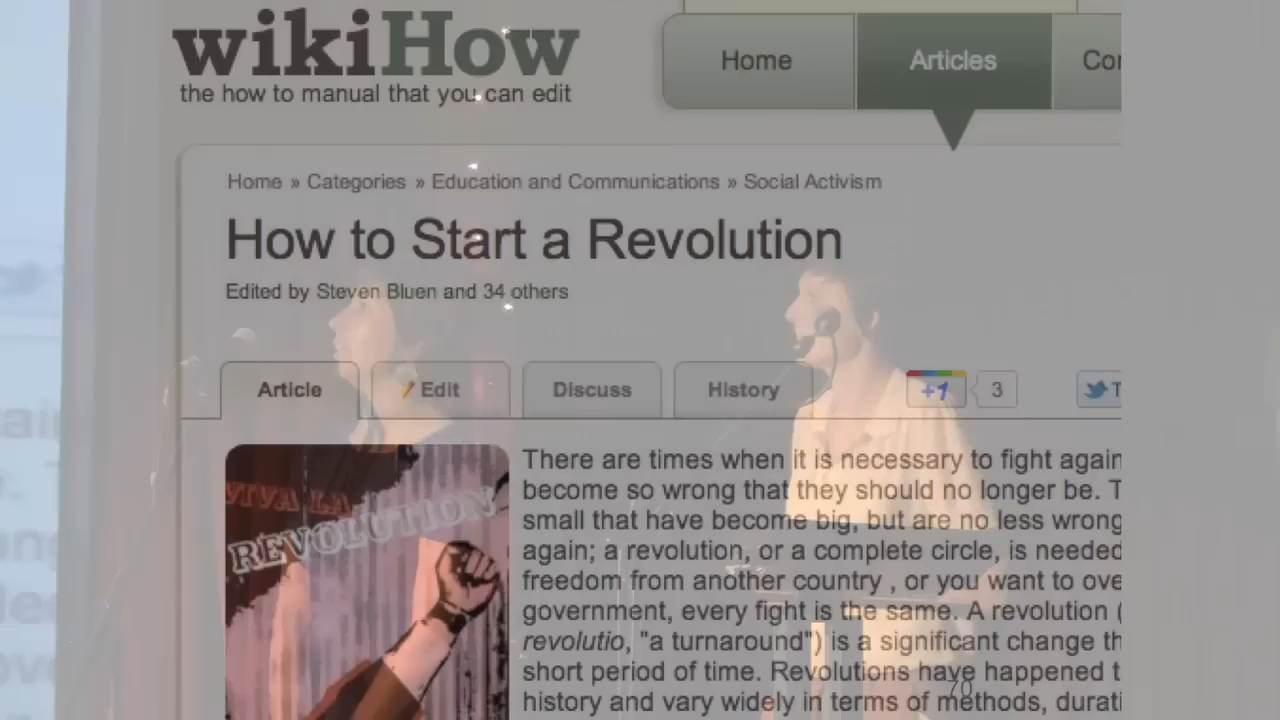 wikiHow
the how to manual that you can edit
Home
Articles
Home » Categories » Education and Communications » Social Activism
How to Start a Revolution
Edited by Steven Bluen and 34 others
Article
Edit
Discuss
History
+1
3
VIVA LA
REVOLUTION
There are times when it is necessary to fight again
become so wrong that they should no longer be. T
small that have become big, but are no less wrong
again; a revolution, or a complete circle, is needed
freedom from another country , or you want to ove
government, every fight is the same. A revolution (
revolutio, "a turnaround") is a significant change th
short period of time. Revolutions have happened t
history and vary widely in terms of methods, durati